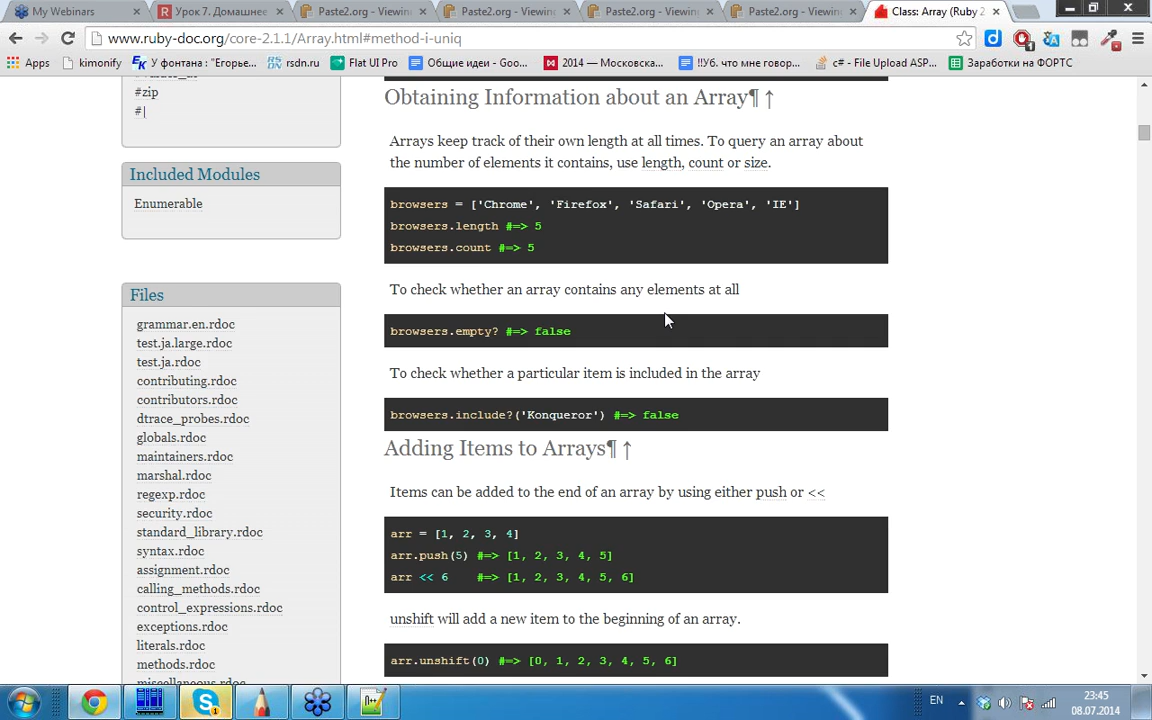 My Webinars
Урок 7. Домашнее
Paste2.org - Viewing
Paste2.org - Viewing
Paste2.org - Viewing
Paste2.org - Viewing
Class: Array (Ruby 2
www.ruby-doc.org/core-2.1.1/Array.html#method-i-uniq
Apps
kimonify
У фонтана : "Егорье...
rsdn.ru
Flat UI Pro
Общие идеи - Goo...
2014 — Московска...
!!Уб. что мне говор...
c# - File Upload ASP...
Заработки на ФОРТС
#zip
#|
Included Modules
Enumerable
Files
grammar.en.rdoc
test.ja.large.rdoc
test.ja.rdoc
contributing.rdoc
contributors.rdoc
dtrace_probes.rdoc
globals.rdoc
maintainers.rdoc
marshal.rdoc
regexp.rdoc
security.rdoc
standard_library.rdoc
syntax.rdoc
assignment.rdoc
calling_methods.rdoc
control_expressions.rdoc
exceptions.rdoc
literals.rdoc
methods.rdoc
Obtaining Information about an Array¶ ↑
Arrays keep track of their own length at all times. To query an array about
the number of elements it contains, use length, count or size.
browsers = ['Chrome', 'Firefox', 'Safari', 'Opera', 'IE']
browsers.length #=> 5
browsers.count #=> 5
To check whether an array contains any elements at all
browsers.empty? #=> false
To check whether a particular item is included in the array
browsers.include?('Konqueror') #=> false
Adding Items to Arrays¶ ↑
Items can be added to the end of an array by using either push or <<
arr = [1, 2, 3, 4]
arr.push(5) #=> [1, 2, 3, 4, 5]
arr << 6    #=> [1, 2, 3, 4, 5, 6]
unshift will add a new item to the beginning of an array.
arr.unshift(0) #=> [0, 1, 2, 3, 4, 5, 6]
EN
23:45
08.07.2014